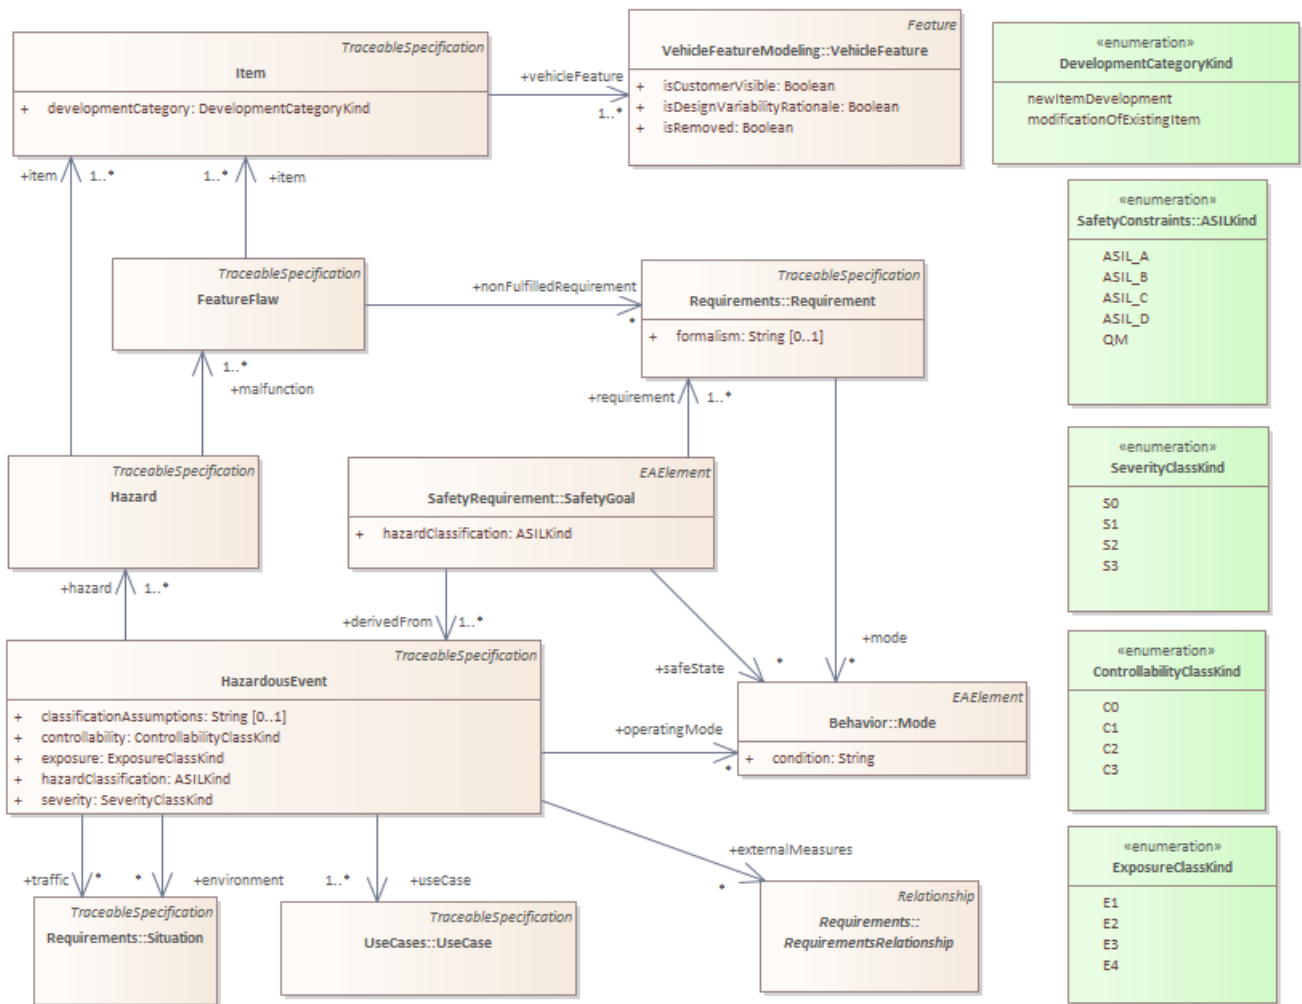 TraceableSpecification
Item
+ developmentCategory: DevelopmentCategoryKind
+vehicleFeature
1..*
Feature
VehicleFeatureModeling::VehicleFeature
+ isCustomerVisible: Boolean
+ isDesignVariabilityRationale: Boolean
+ isRemoved: Boolean
«enumeration»
DevelopmentCategoryKind
newItemDevelopment
modificationOfExistingItem
+item
1..*
1..*
+item
«enumeration»
SafetyConstraints::ASILKind
ASIL_A
ASIL_B
ASIL_C
ASIL_D
QM
TraceableSpecification
FeatureFlaw
+nonFulfilledRequirement
*
TraceableSpecification
Requirements::Requirement
+ formalism: String [0..1]
1..*
+malfunction
+requirement
1..*
TraceableSpecification
Hazard
EAElement
SafetyRequirement::SafetyGoal
+ hazardClassification: ASILKind
«enumeration»
SeverityClassKind
S0
S1
S2
S3
+hazard
1..*
+derivedFrom
1..*
+safeState
*
+mode
*
TraceableSpecification
HazardousEvent
+ classificationAssumptions: String [0..1]
+ controllability: ControllabilityClassKind
+ exposure: ExposureClassKind
+ hazardClassification: ASILKind
+ severity: SeverityClassKind
+operatingMode
*
EAElement
Behavior::Mode
+ condition: String
«enumeration»
ControllabilityClassKind
C0
C1
C2
C3
+traffic
*
*
+environment
1..*
+useCase
+externalMeasures
*
TraceableSpecification
Requirements::Situation
TraceableSpecification
UseCases::UseCase
Relationship
Requirements::
RequirementsRelationship
«enumeration»
ExposureClassKind
E1
E2
E3
E4